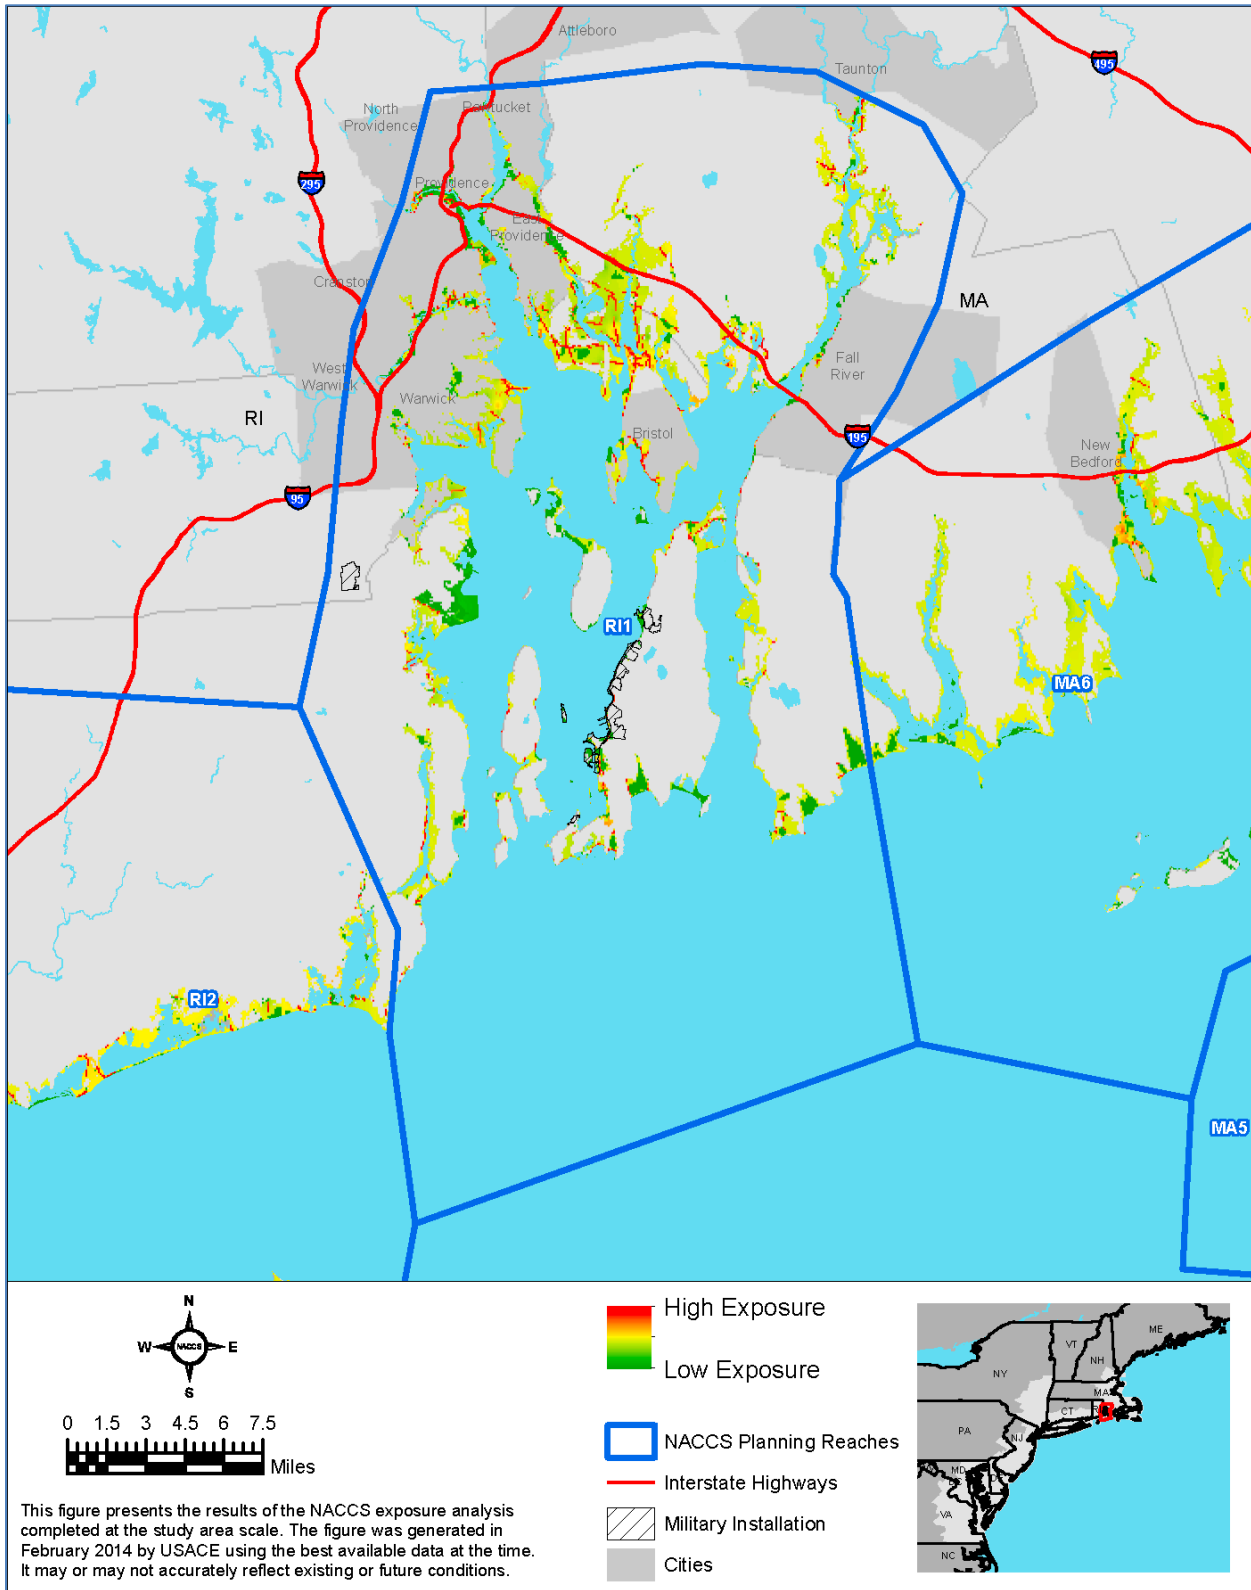 Attleboro
Taunton
495
North
Providence
Pawtucket
295
Providence
East
Providence
Cranston
MA
West
Warwick
Warwick
Fall
River
RI
Bristol
195
New
Bedford
95
RI1
MA6
RI2
MA5
N
W
NACCS
E
S
0 1.5 3 4.5 6 7.5
Miles
This figure presents the results of the NACCS exposure analysis
completed at the study area scale. The figure was generated in
February 2014 by USACE using the best available data at the time.
It may or may not accurately reflect existing or future conditions.
High Exposure
Low Exposure
NACCS Planning Reaches
Interstate Highways
Military Installation
Cities
ME
VT
NH
NY
MA
CT
PA
NJ
MD
VA
NC